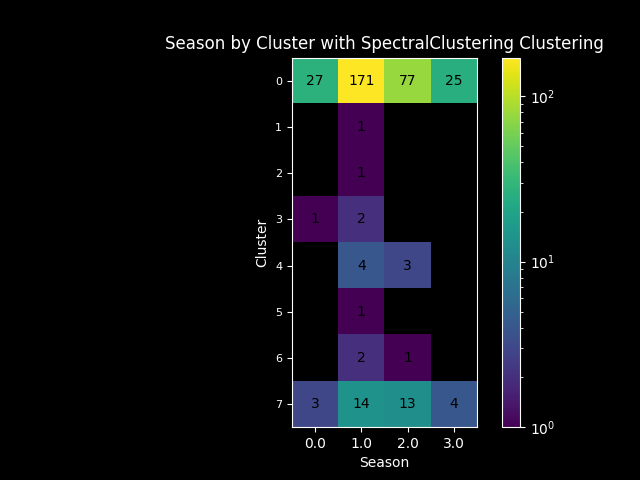 Season by Cluster with SpectralClustering Clustering
0 27 171 77 25
1 1
2 1
3 1 2
4 4 3
5 1
6 2 1
7 3 14 13 4
0.0 1.0 2.0 3.0
Season
Cluster
10²
10¹
10⁰